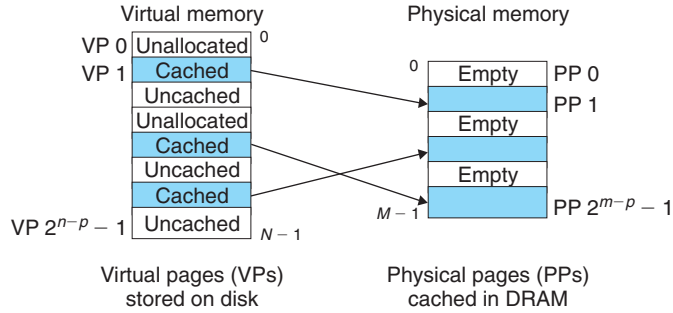 Virtual memory
Physical memory
VP 0 Unallocated 0
VP 1 Cached
Uncached
Unallocated
Cached
Uncached
Cached
VP 2^{n−p} − 1 Uncached N − 1
0 Empty PP 0
PP 1
Empty
Empty
M − 1 PP 2^{m−p} − 1
Virtual pages (VPs)
stored on disk
Physical pages (PPs)
cached in DRAM